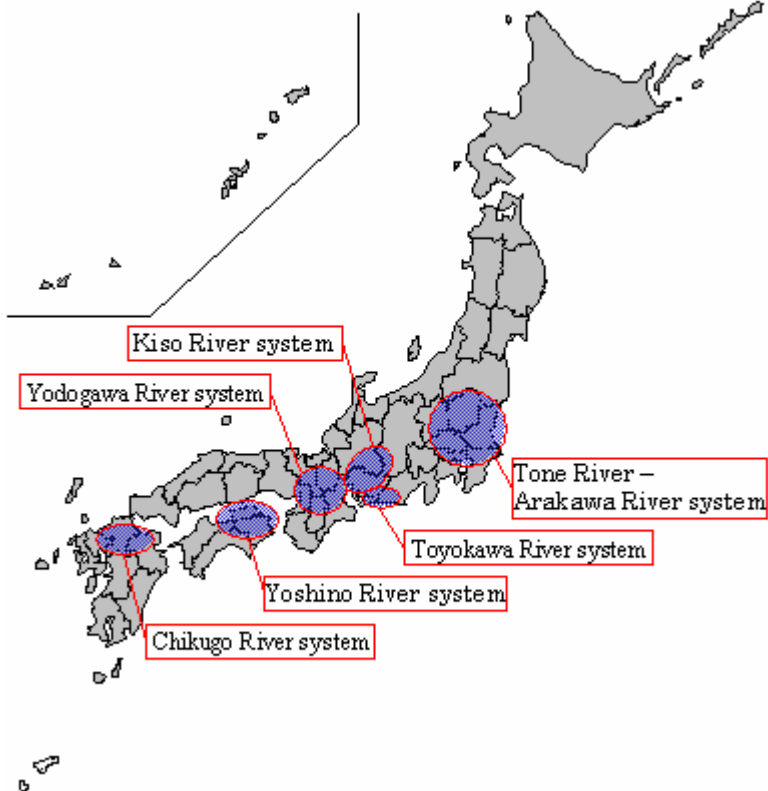 Kiso River system
Yodogawa River system
Tone River –
Arakawa River system
Toyokawa River system
Yoshino River system
Chikugo River system